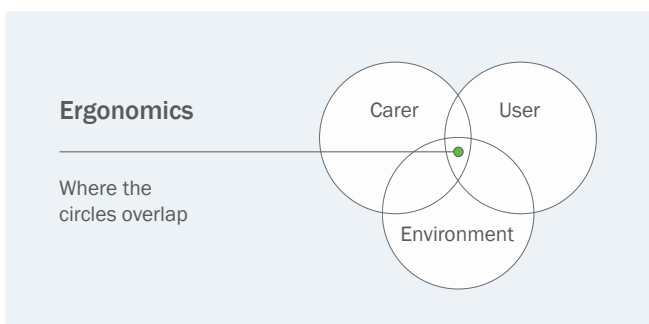 Ergonomics
Where the
circles overlap
Carer
User
Environment